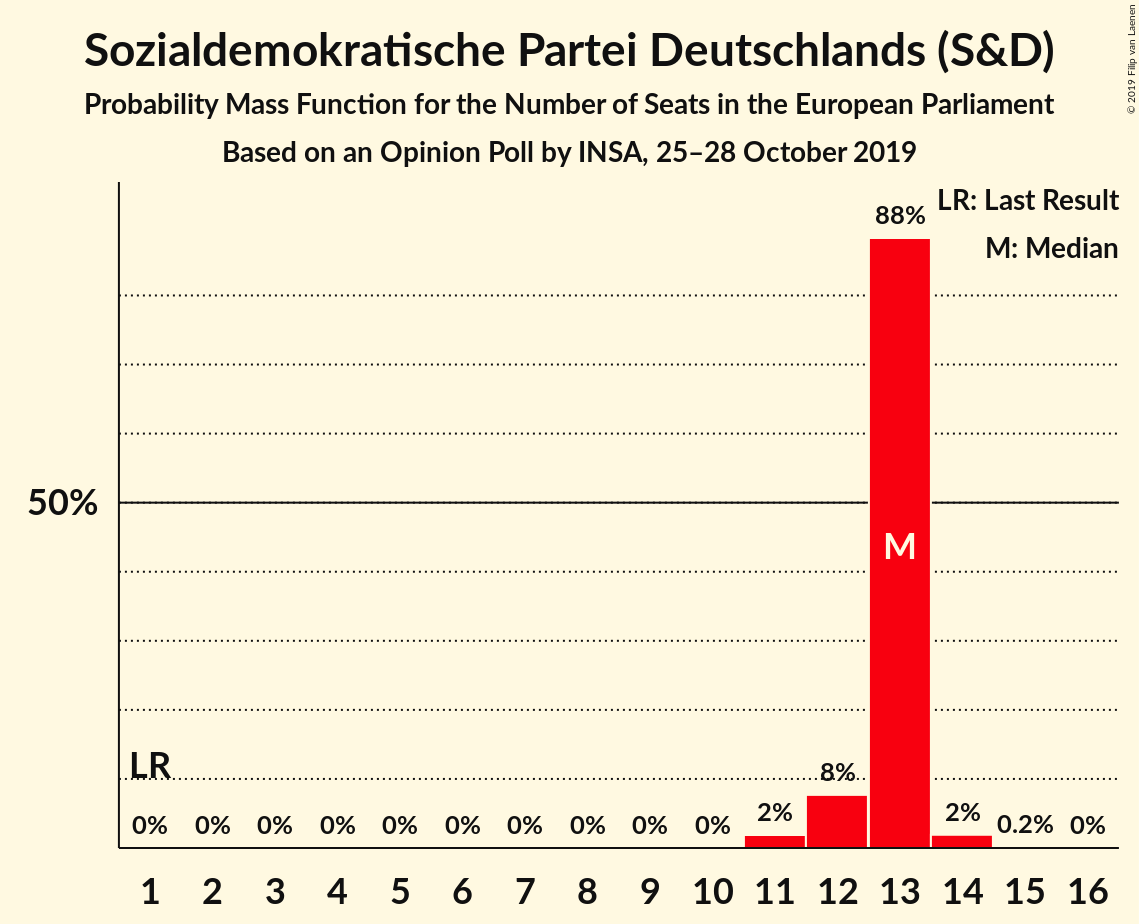 Sozialdemokratische Partei Deutschlands (S&D)
Probability Mass Function for the Number of Seats in the European Parliament
Based on an Opinion Poll by INSA, 25–28 October 2019
© 2019 Filip van Laenen
LR: Last Result
M: Median
88%
50%
M
LR
8%
2% 2%
0% 0% 0% 0% 0% 0% 0% 0% 0% 0% 0.2% 0%
1 2 3 4 5 6 7 8 9 10 11 12 13 14 15 16